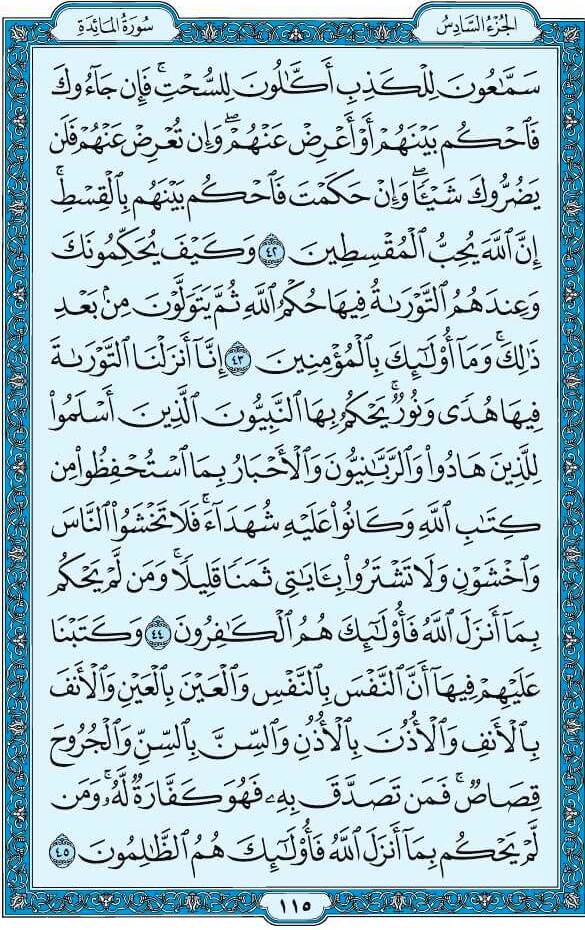 الجُزءُ السَّادِسُ
سُورَةُ المَائِدَةِ
سَمَّٰعُونَ لِلۡكَذِبِ أَكَّٰلُونَ لِلسُّحۡتِۚ فَإِن جَآءُوكَ
فَٱحۡكُم بَيۡنَهُمۡ أَوۡ أَعۡرِضۡ عَنۡهُمۡۖ وَإِن تُعۡرِضۡ عَنۡهُمۡ فَلَن
يَضُرُّوكَ شَيۡـٔٗاۖ وَإِنۡ حَكَمۡتَ فَٱحۡكُم بَيۡنَهُم بِٱلۡقِسۡطِۚ
إِنَّ ٱللَّهَ يُحِبُّ ٱلۡمُقۡسِطِينَ ٤٢ وَكَيۡفَ يُحَكِّمُونَكَ
وَعِندَهُمُ ٱلتَّوۡرَىٰةُ فِيهَا حُكۡمُ ٱللَّهِ ثُمَّ يَتَوَلَّوۡنَ مِنۢ بَعۡدِ
ذَٰلِكَۚ وَمَآ أُوْلَٰٓئِكَ بِٱلۡمُؤۡمِنِينَ ٤٣ إِنَّآ أَنزَلۡنَا ٱلتَّوۡرَىٰةَ
فِيهَا هُدٗى وَنُورٞۚ يَحۡكُمُ بِهَا ٱلنَّبِيُّونَ ٱلَّذِينَ أَسۡلَمُواْ
لِلَّذِينَ هَادُواْ وَٱلرَّبَّٰنِيُّونَ وَٱلۡأَحۡبَارُ بِمَا ٱسۡتُحۡفِظُواْ مِن
كِتَٰبِ ٱللَّهِ وَكَانُواْ عَلَيۡهِ شُهَدَآءَۚ فَلَا تَخۡشَوُاْ ٱلنَّاسَ
وَٱخۡشَوۡنِ وَلَا تَشۡتَرُواْ بِـَٔايَٰتِي ثَمَنٗا قَلِيلٗاۚ وَمَن لَّمۡ يَحۡكُم
بِمَآ أَنزَلَ ٱللَّهُ فَأُوْلَٰٓئِكَ هُمُ ٱلۡكَٰفِرُونَ ٤٤ وَكَتَبۡنَا
عَلَيۡهِمۡ فِيهَآ أَنَّ ٱلنَّفۡسَ بِٱلنَّفۡسِ وَٱلۡعَيۡنَ بِٱلۡعَيۡنِ وَٱلۡأَنفَ
بِٱلۡأَنفِ وَٱلۡأُذُنَ بِٱلۡأُذُنِ وَٱلسِّنَّ بِٱلسِّنِّ وَٱلۡجُرُوحَ
قِصَاصٞۚ فَمَن تَصَدَّقَ بِهِۦ فَهُوَ كَفَّارَةٞ لَّهُۥۚ وَمَن
لَّمۡ يَحۡكُم بِمَآ أَنزَلَ ٱللَّهُ فَأُوْلَٰٓئِكَ هُمُ ٱلظَّٰلِمُونَ ٤٥
١١٥